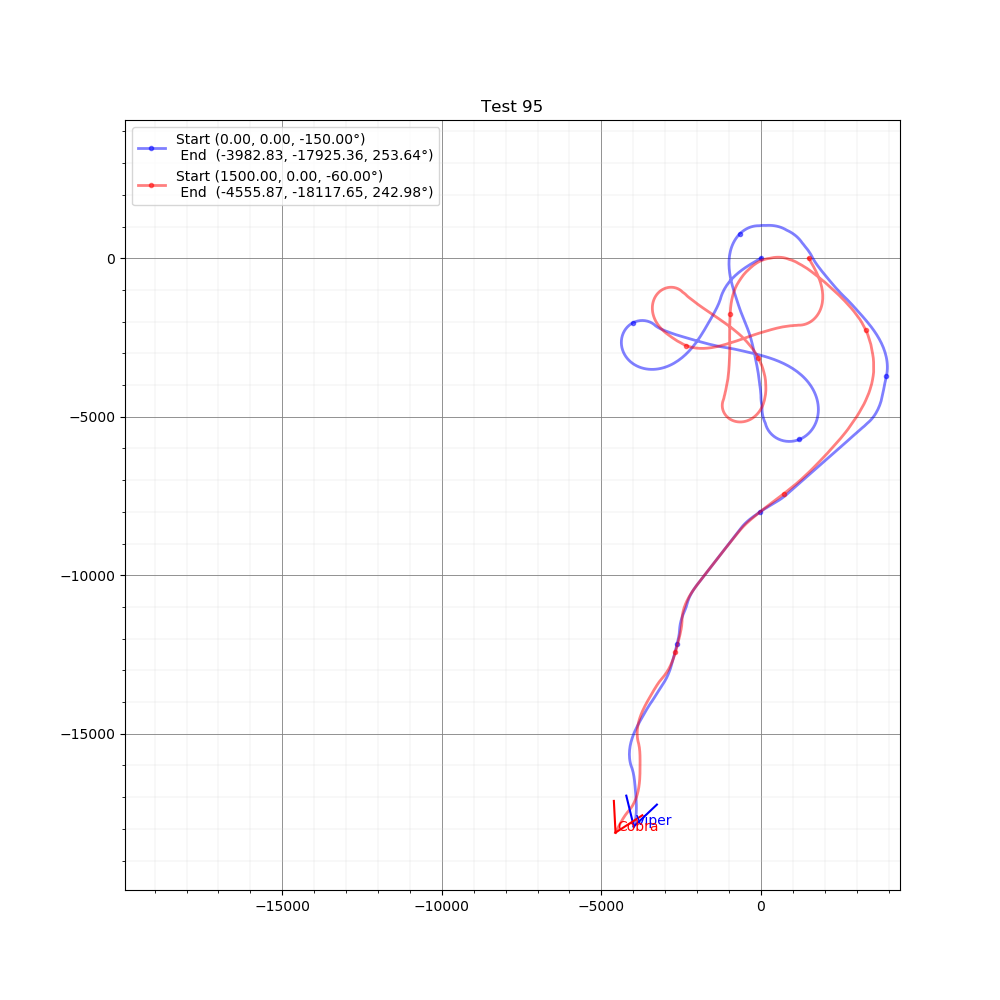 Test 95
Start (0.00, 0.00, -150.00°)
End (-3982.83, -17925.36, 253.64°)
Start (1500.00, 0.00, -60.00°)
End (-4555.87, -18117.65, 242.98°)
0
−5000
−10000
−15000
Viper
Cobra
−15000
−10000
−5000
0